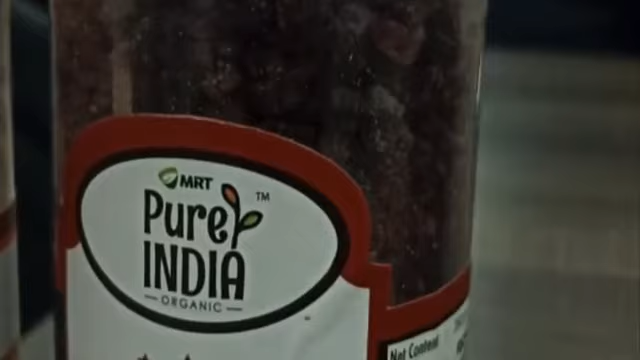 MRT
Pure ™
INDIA
ORGANIC
Net Content